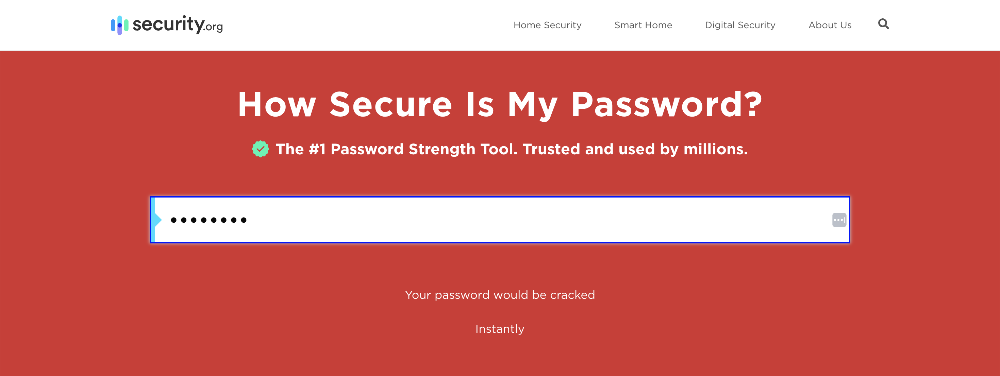 security.org
Home Security Smart Home Digital Security About Us
How Secure Is My Password?
The #1 Password Strength Tool. Trusted and used by millions.
••••••••
Your password would be cracked
Instantly